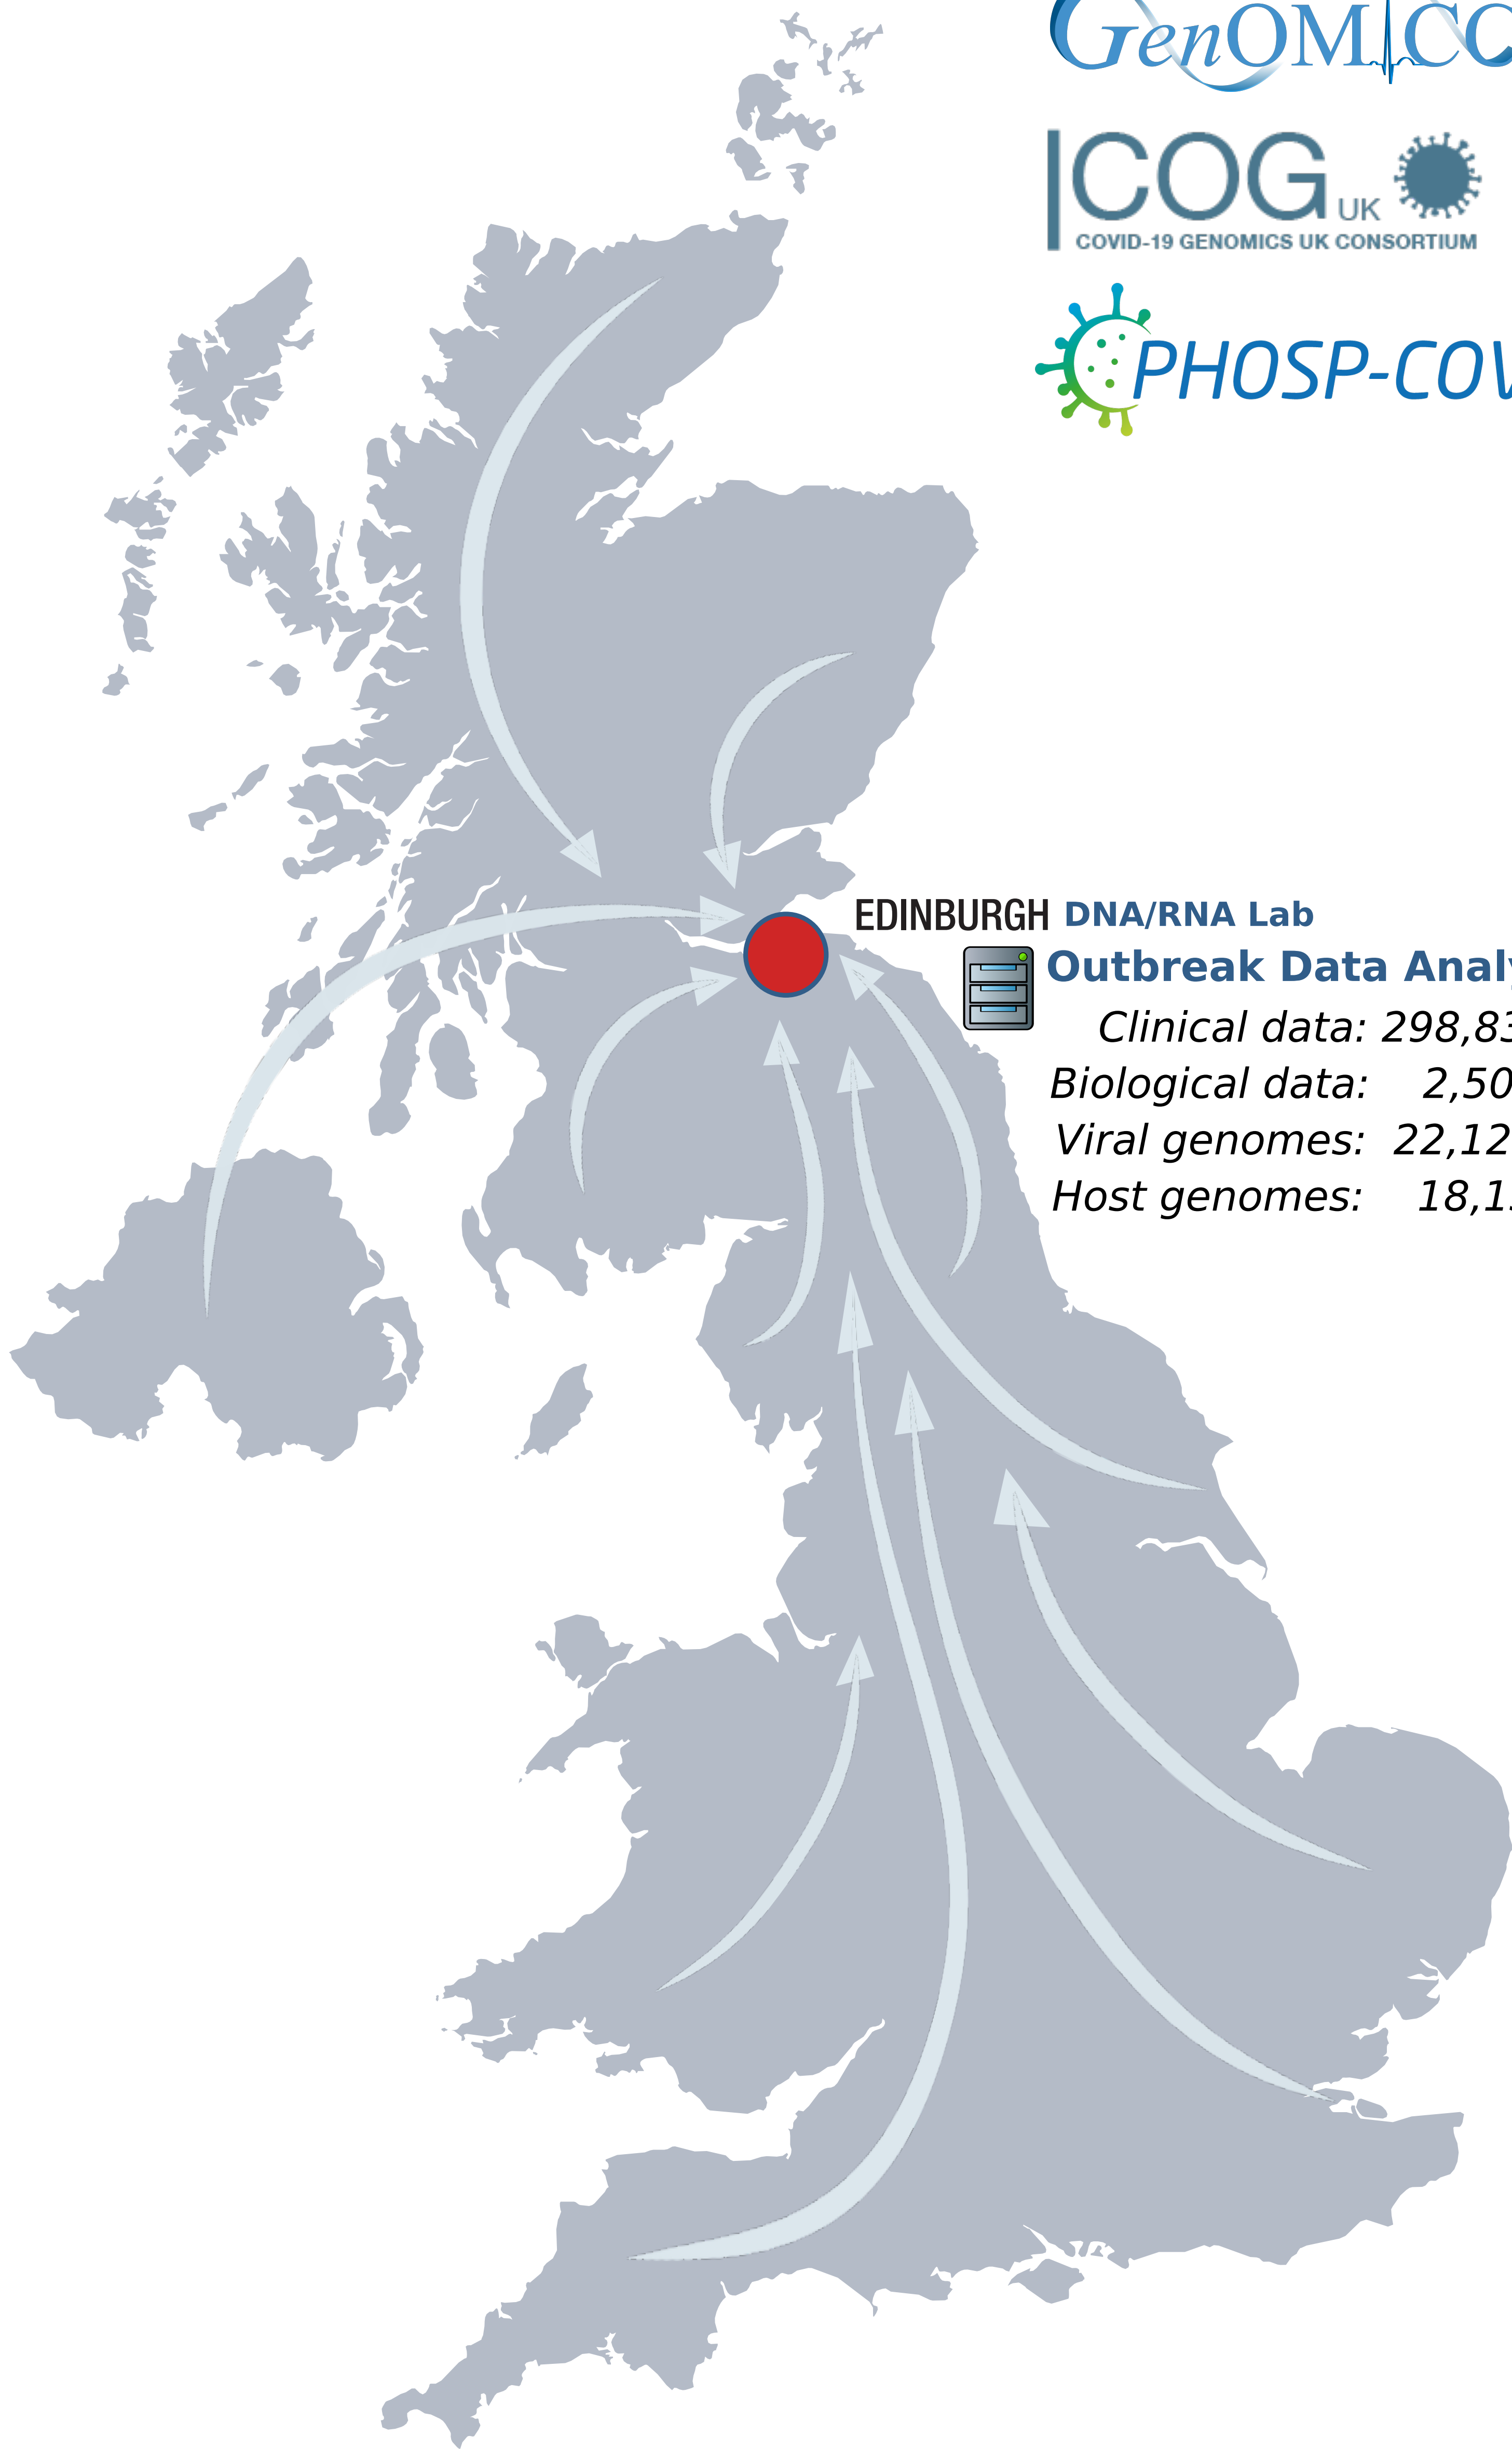 GenOMICC
COG UK
COVID-19 GENOMICS UK CONSORTIUM
PHOSP-COV
EDINBURGH DNA/RNA Lab
Outbreak Data Analy
Clinical data: 298,83
Biological data: 2,50
Viral genomes: 22,12
Host genomes: 18,1